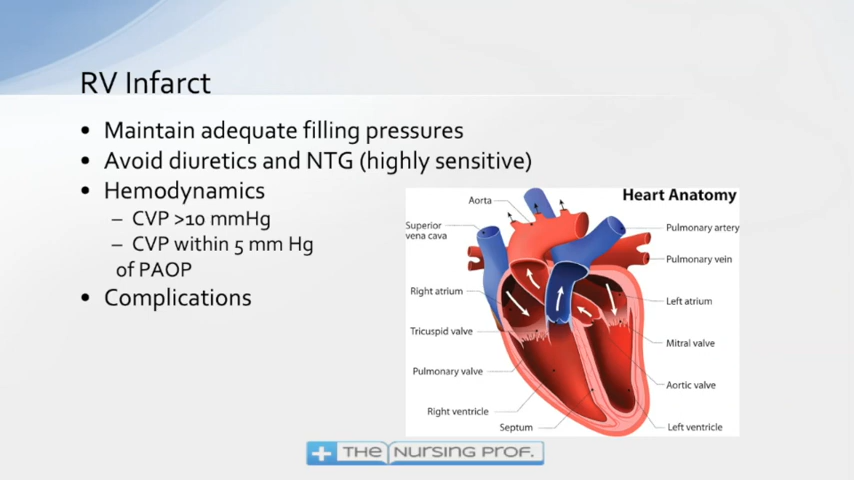 RV Infarct
• Maintain adequate filling pressures
• Avoid diuretics and NTG (highly sensitive)
• Hemodynamics
– CVP >10 mmHg
– CVP within 5 mm Hg
of PAOP
• Complications
Heart Anatomy
Aorta
Superior
vena cava
Right atrium
Tricuspid valve
Pulmonary valve
Right ventricle
Septum
Pulmonary artery
Pulmonary vein
Left atrium
Mitral valve
Aortic valve
Left ventricle
THE NURSING PROF.